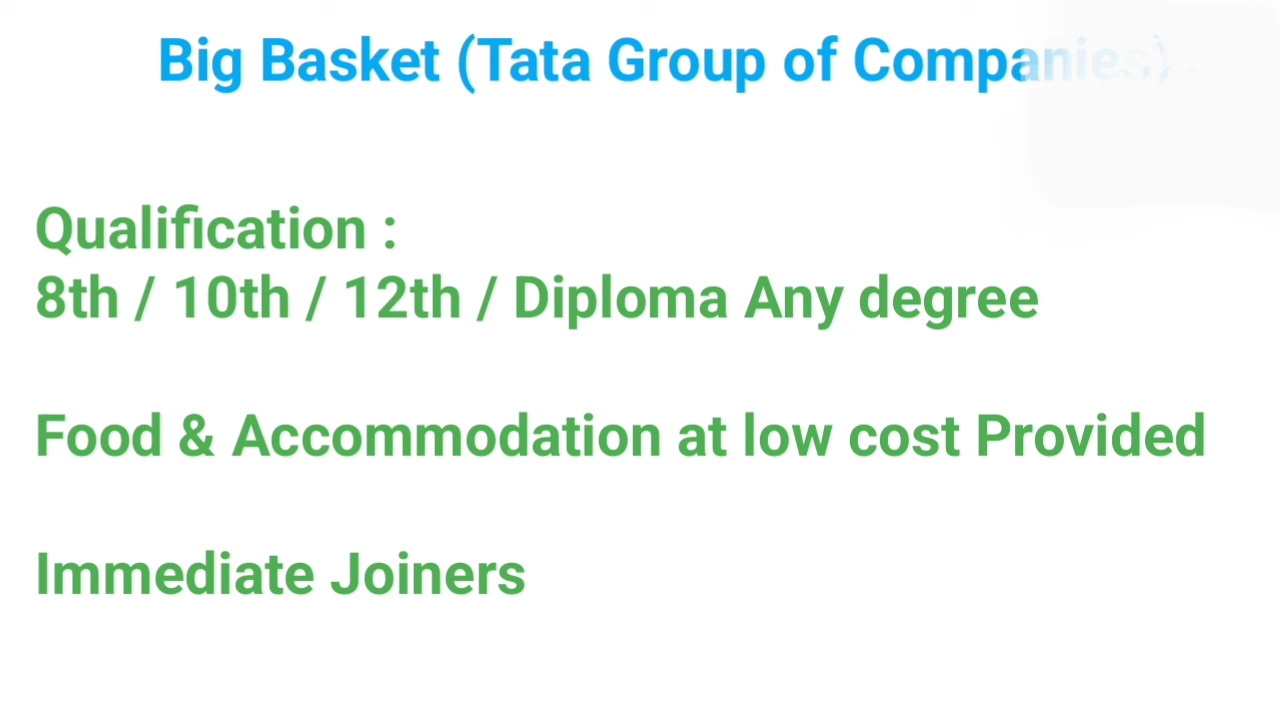 Big Basket (Tata Group of Companies)
Qualification :
8th / 10th / 12th / Diploma Any degree
Food & Accommodation at low cost Provided
Immediate Joiners